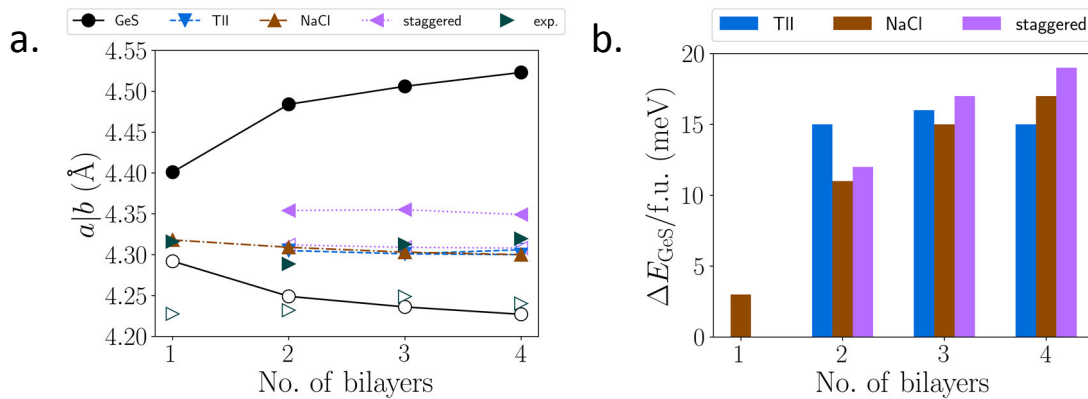 a.
GeS TlI NaCl staggered exp.
4.55
4.50
4.45
4.40
4.35
4.30
4.25
4.20
a|b (Å)
1 2 3 4
No. of bilayers
b.
TlI NaCl staggered
20
15
10
5
0
ΔE_GeS/f.u. (meV)
1 2 3 4
No. of bilayers